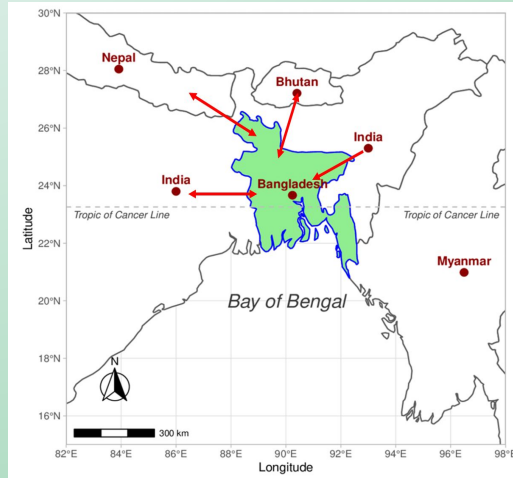 30°N
Nepal
28°N
Bhutan
26°N
India
India
Bangladesh
24°N
Tropic of Cancer Line
Tropic of Cancer Line
Latitude
22°N
Myanmar
20°N
Bay of Bengal
18°N
N
16°N
300 km
82°E 84°E 86°E 88°E 90°E 92°E 94°E 96°E 98°E
Longitude